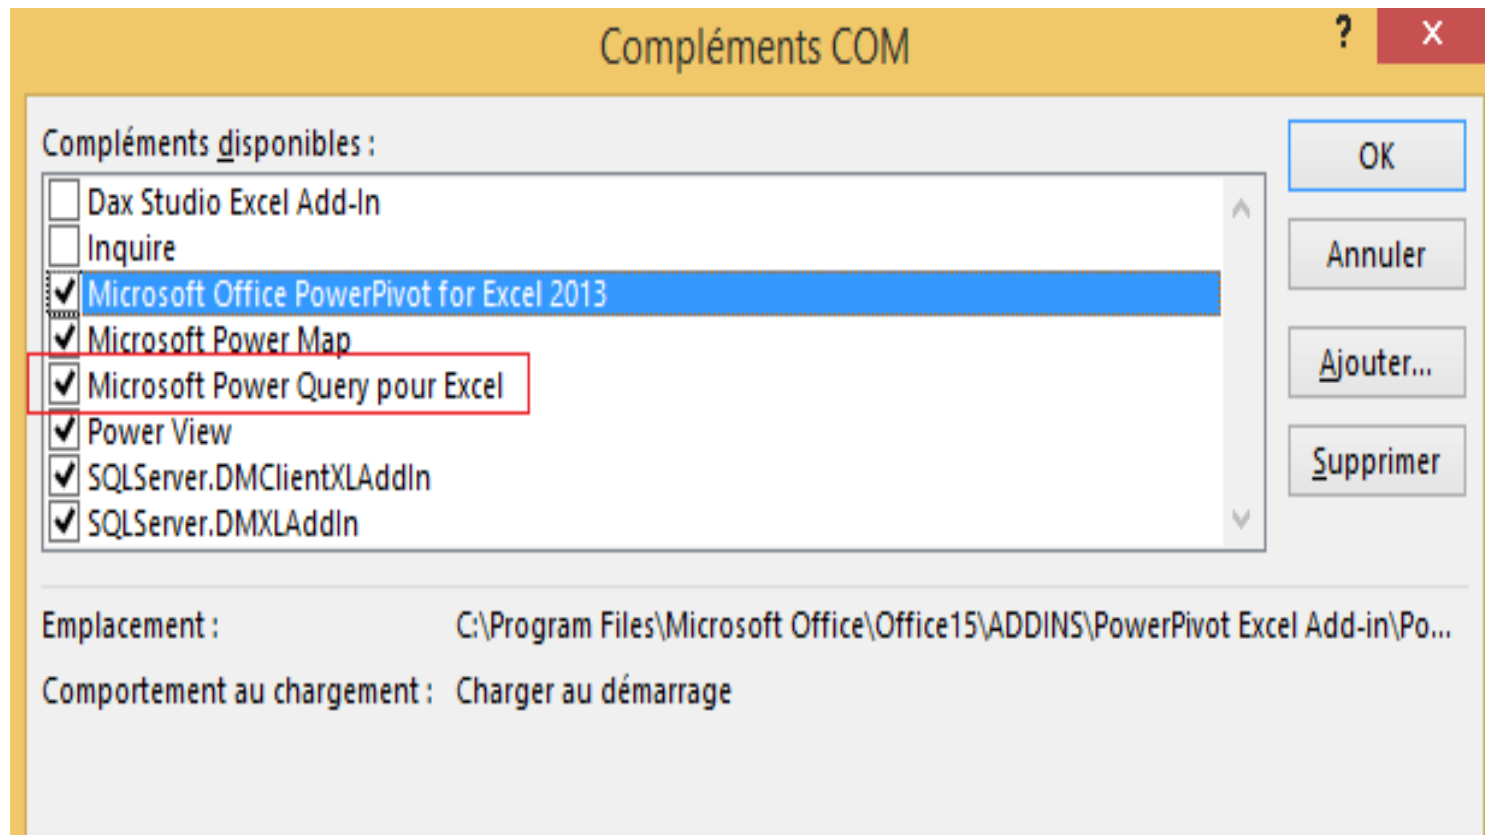 Compléments COM
?
x
Compléments disponibles :
Dax Studio Excel Add-In
Inquire
Microsoft Office PowerPivot for Excel 2013
Microsoft Power Map
Microsoft Power Query pour Excel
Power View
SQLServer.DMClientXLAddIn
SQLServer.DMXLAddIn
OK
Annuler
Ajouter...
Supprimer
Emplacement : C:\Program Files\Microsoft Office\Office15\ADDINS\PowerPivot Excel Add-in\Po...
Comportement au chargement : Charger au démarrage